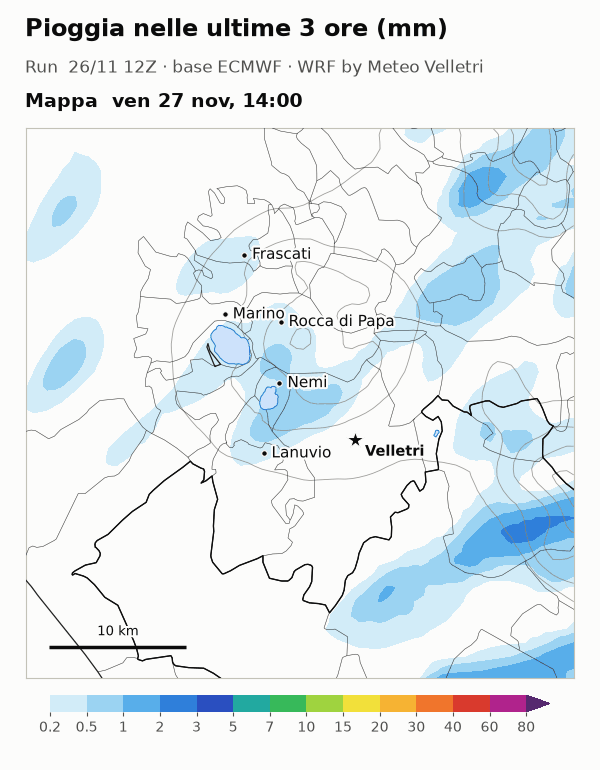 Pioggia nelle ultime 3 ore (mm)
Run  26/11 12Z · base ECMWF · WRF by Meteo Velletri
Mappa  ven 27 nov, 14:00
Frascati
Marino
Rocca di Papa
Nemi
Velletri
Lanuvio
10 km
0.2 0.5 1 2 3 5 7 10 15 20 30 40 60 80